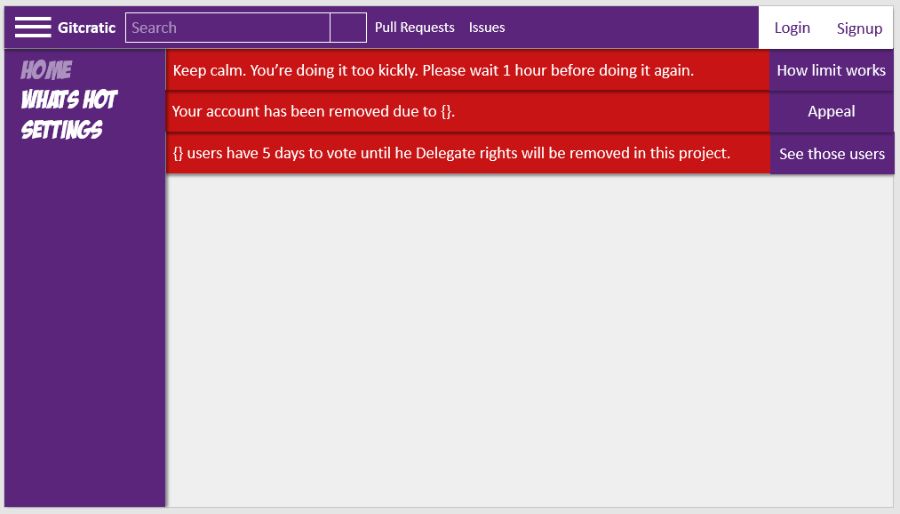 Gitcratic Search Pull Requests Issues Login Signup
HOME
WHATS HOT
SETTINGS
Keep calm. You’re doing it too kickly. Please wait 1 hour before doing it again. How limit works
Your account has been removed due to {}. Appeal
{} users have 5 days to vote until he Delegate rights will be removed in this project. See those users